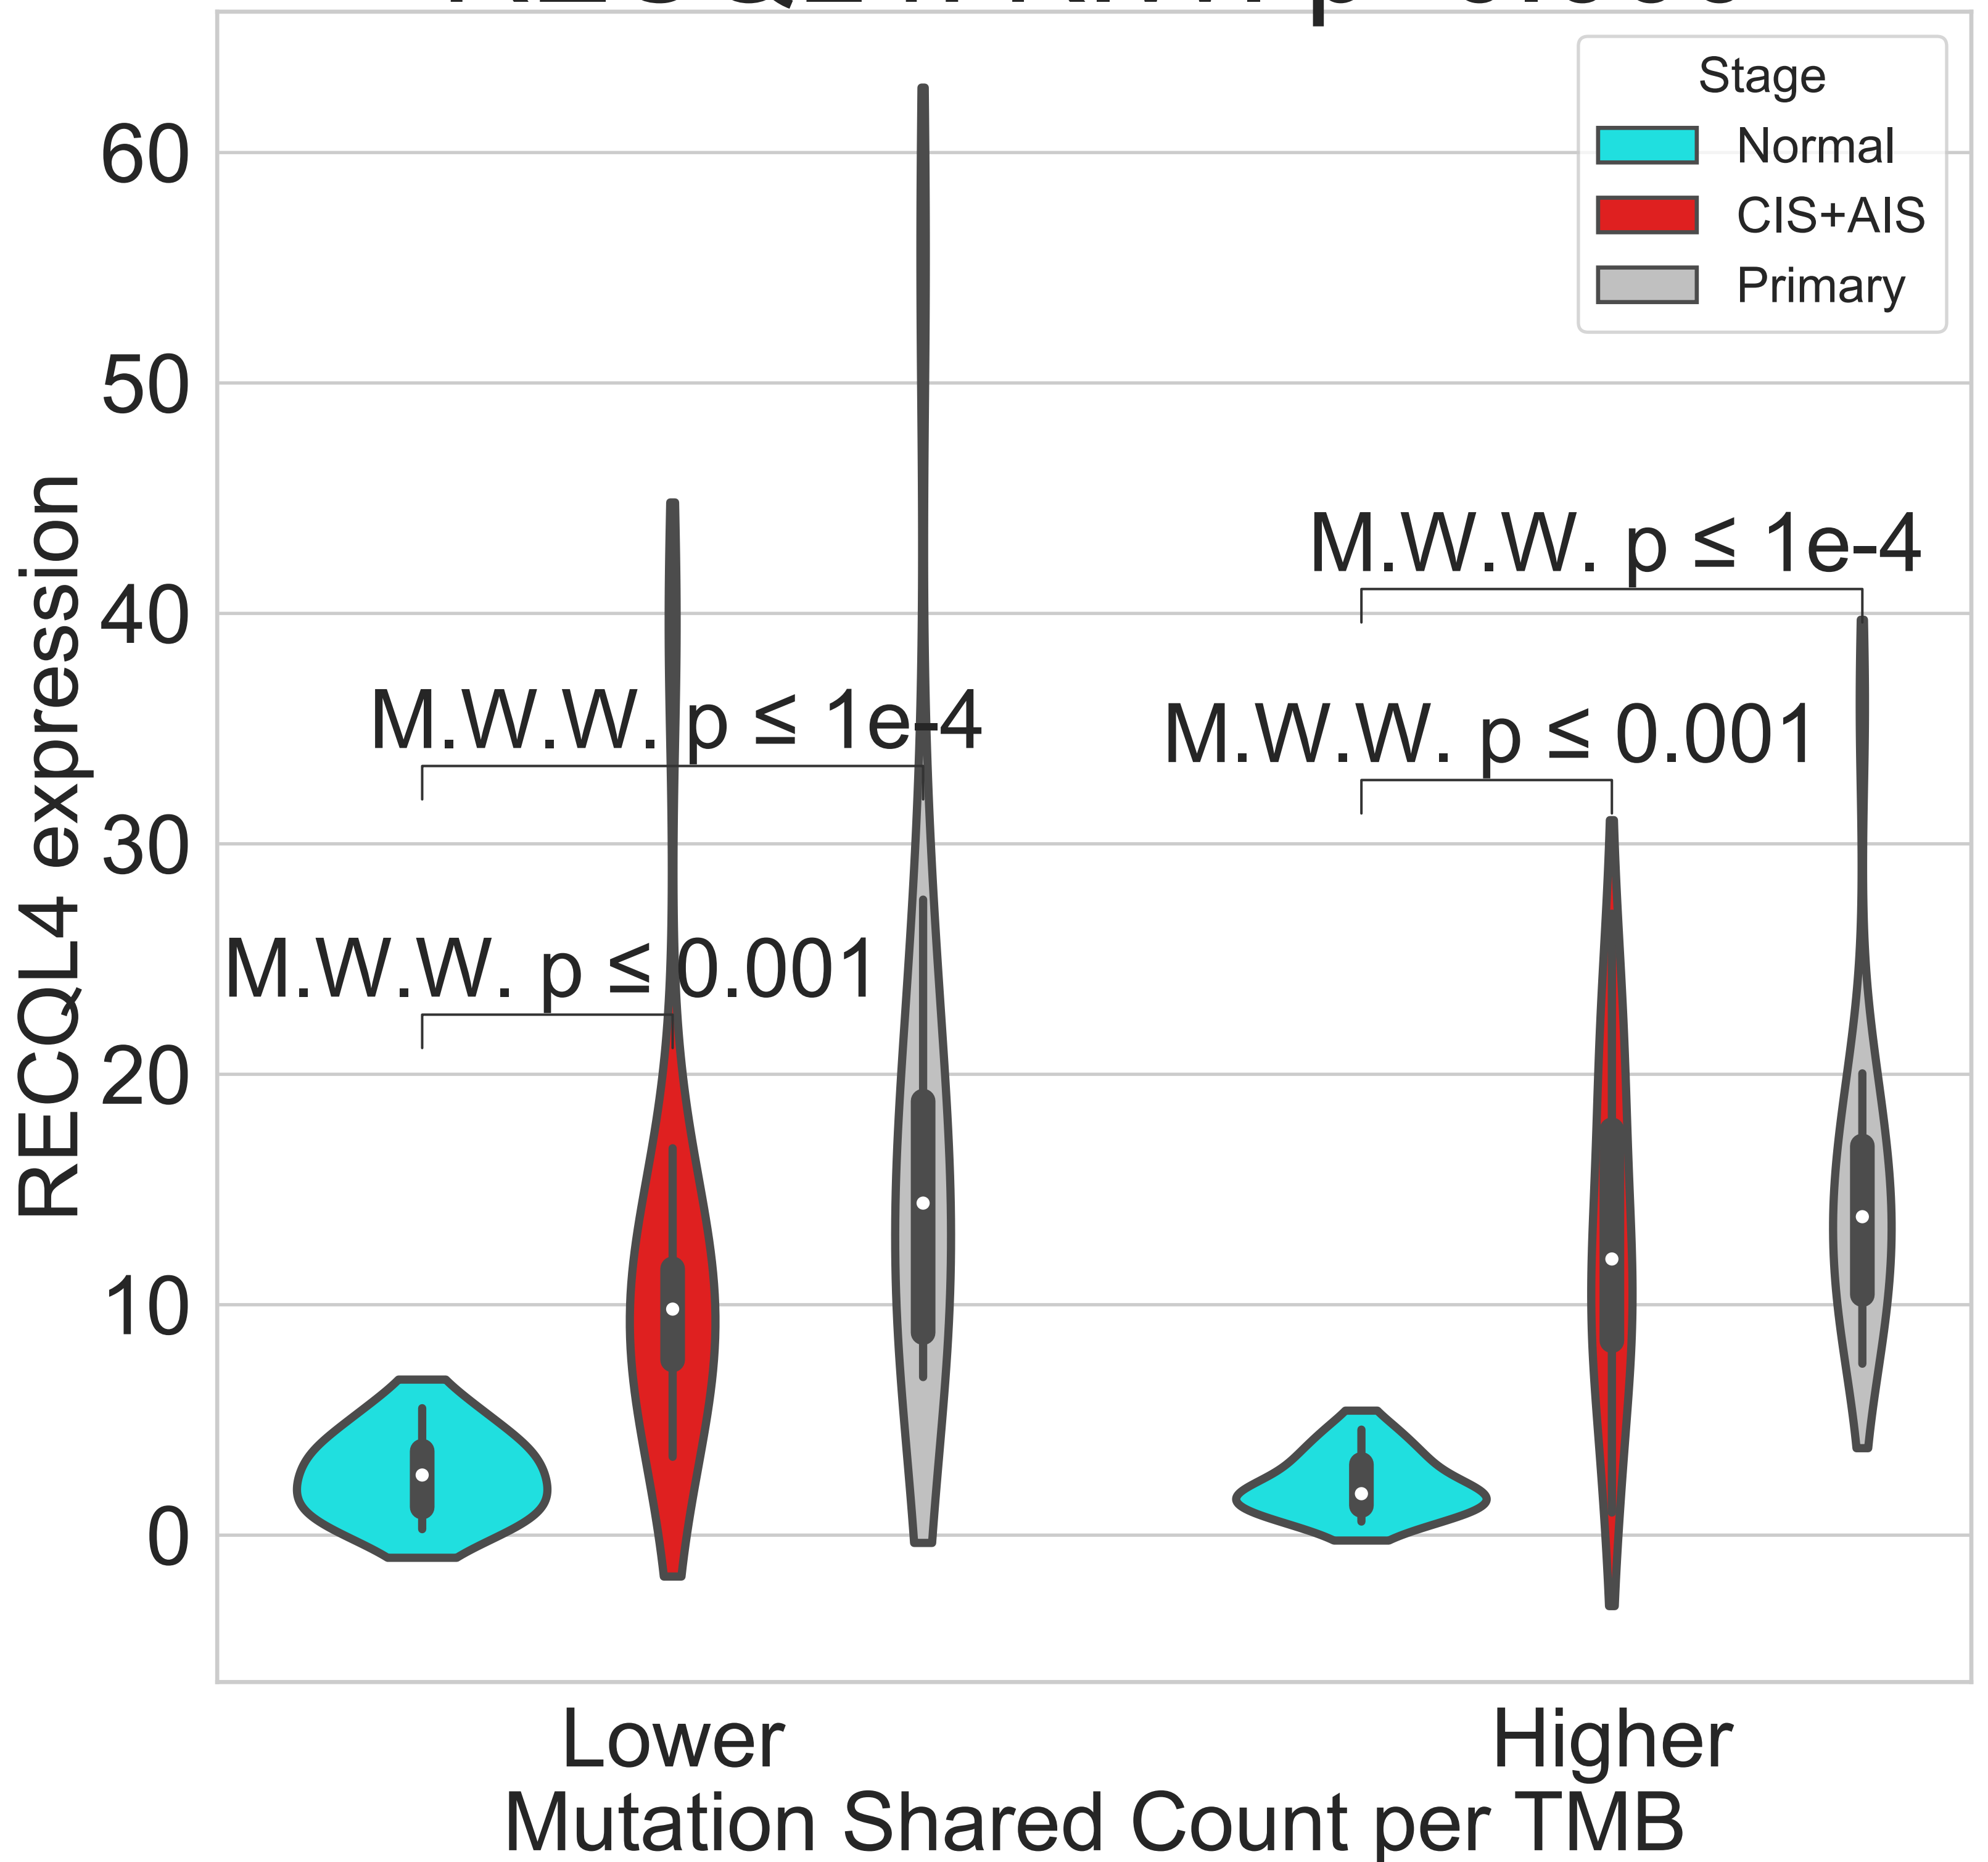 Stage
Normal
CIS+AIS
Primary
60
50
40
30
20
10
0
RECQL4 expression
M.W.W. p ≤ 1e-4
M.W.W. p ≤ 1e-4
M.W.W. p ≤ 0.001
M.W.W. p ≤ 0.001
Lower
Higher
Mutation Shared Count per TMB